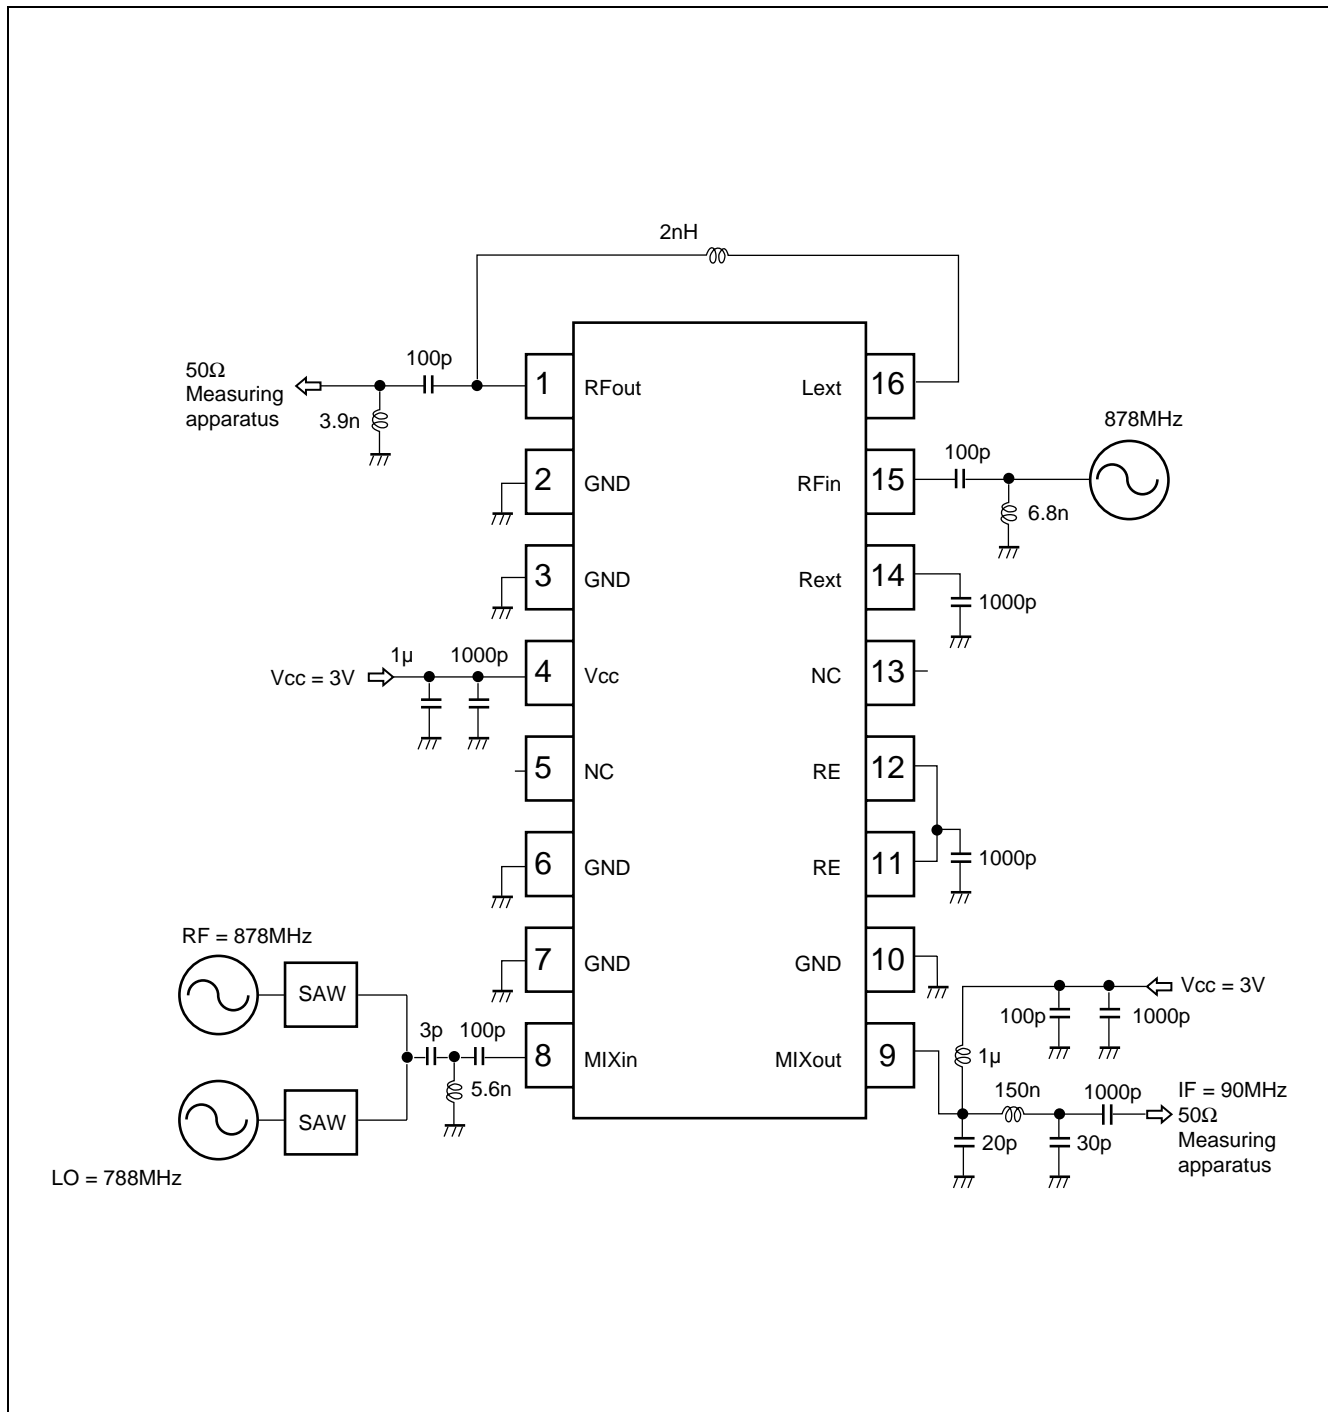 2nH
50Ω
Measuring
apparatus
100p
3.9n
1
RFout
Lext
16
878MHz
100p
6.8n
2
GND
RFin
15
3
GND
Rext
14
1000p
Vcc = 3V
1µ
1000p
4
Vcc
NC
13
5
NC
RE
12
6
GND
RE
11
1000p
RF = 878MHz
SAW
7
GND
GND
10
Vcc = 3V
100p
1000p
1µ
3p
100p
5.6n
8
MIXin
MIXout
9
150n
1000p
20p
30p
IF = 90MHz
50Ω
Measuring
apparatus
SAW
LO = 788MHz